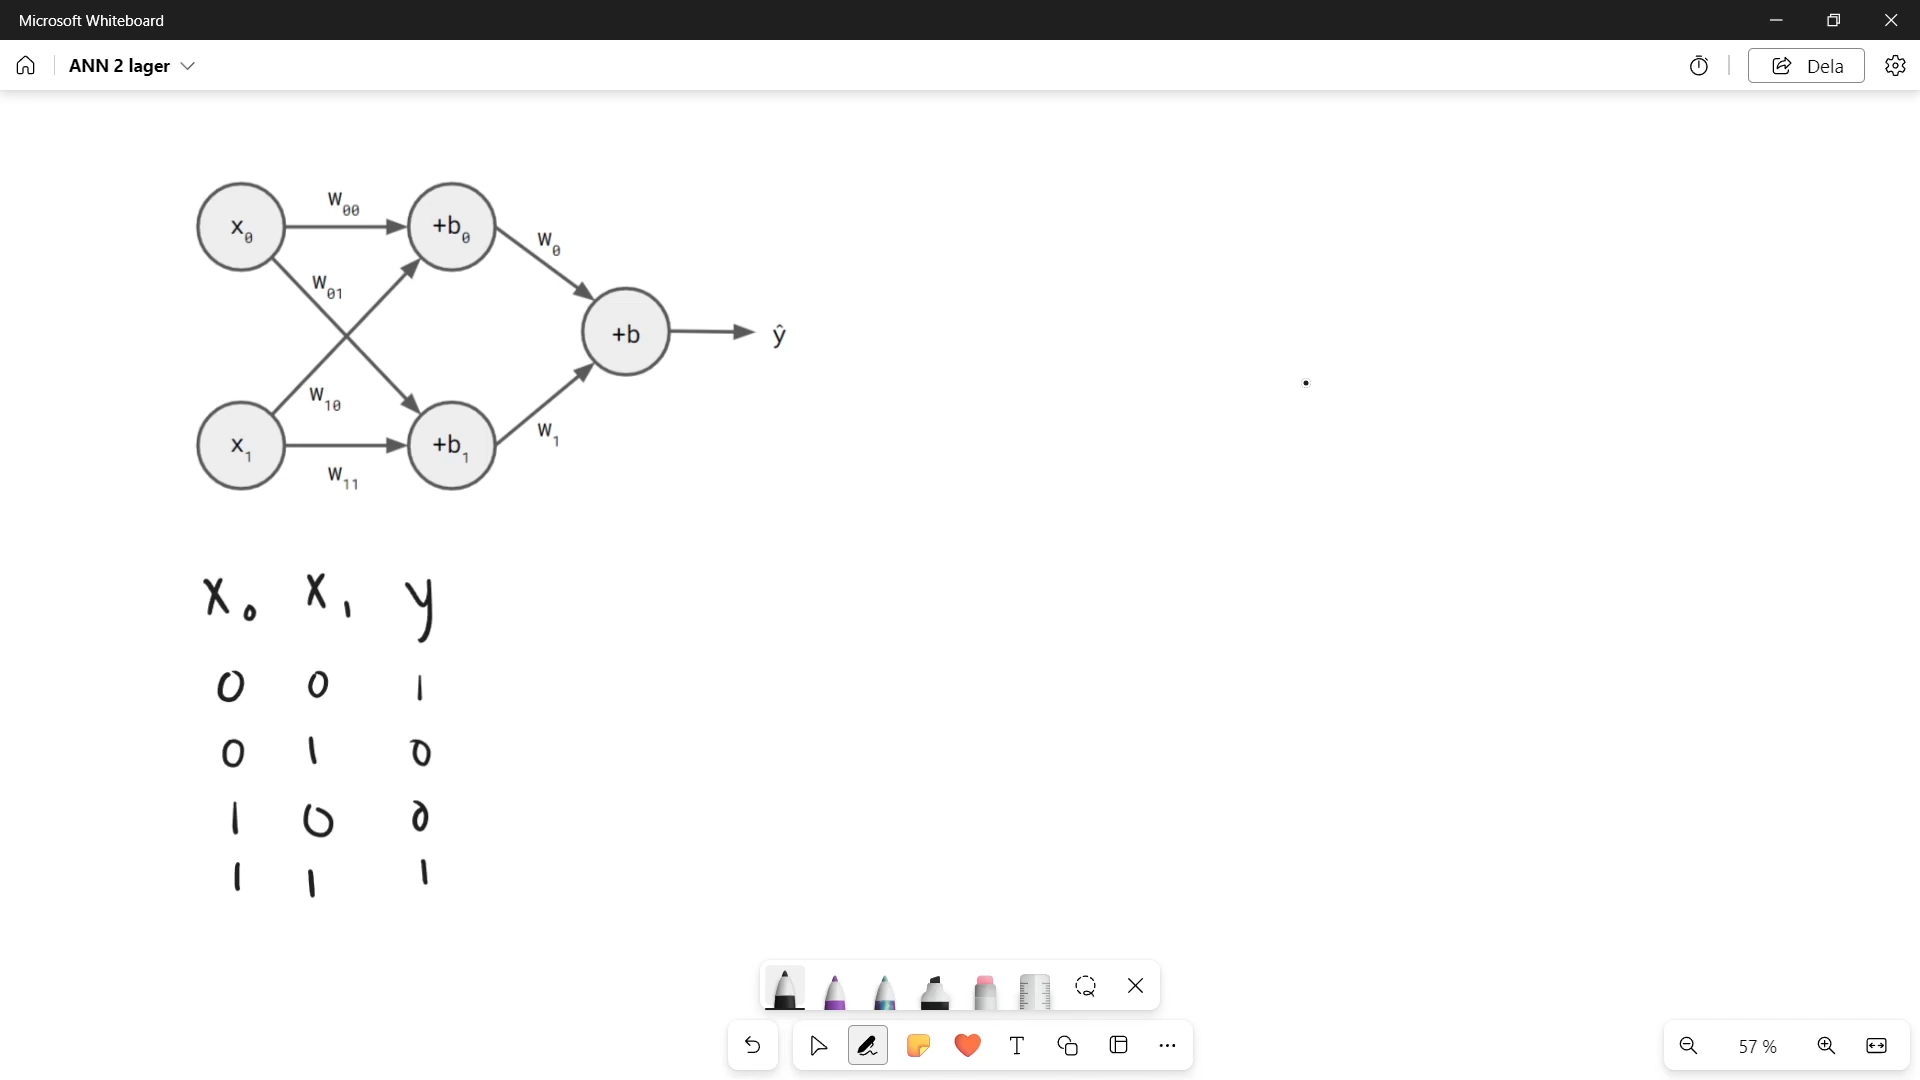 Microsoft Whiteboard
ANN 2 lager
Dela
x₀ W₀₀ +b₀ W₀
W₀₁
+b ŷ
W₁₀
x₁ W₁₁ +b₁ W₁
x₀ x₁ y
0 0 1
0 1 0
1 0 0
1 1 1
T
57 %